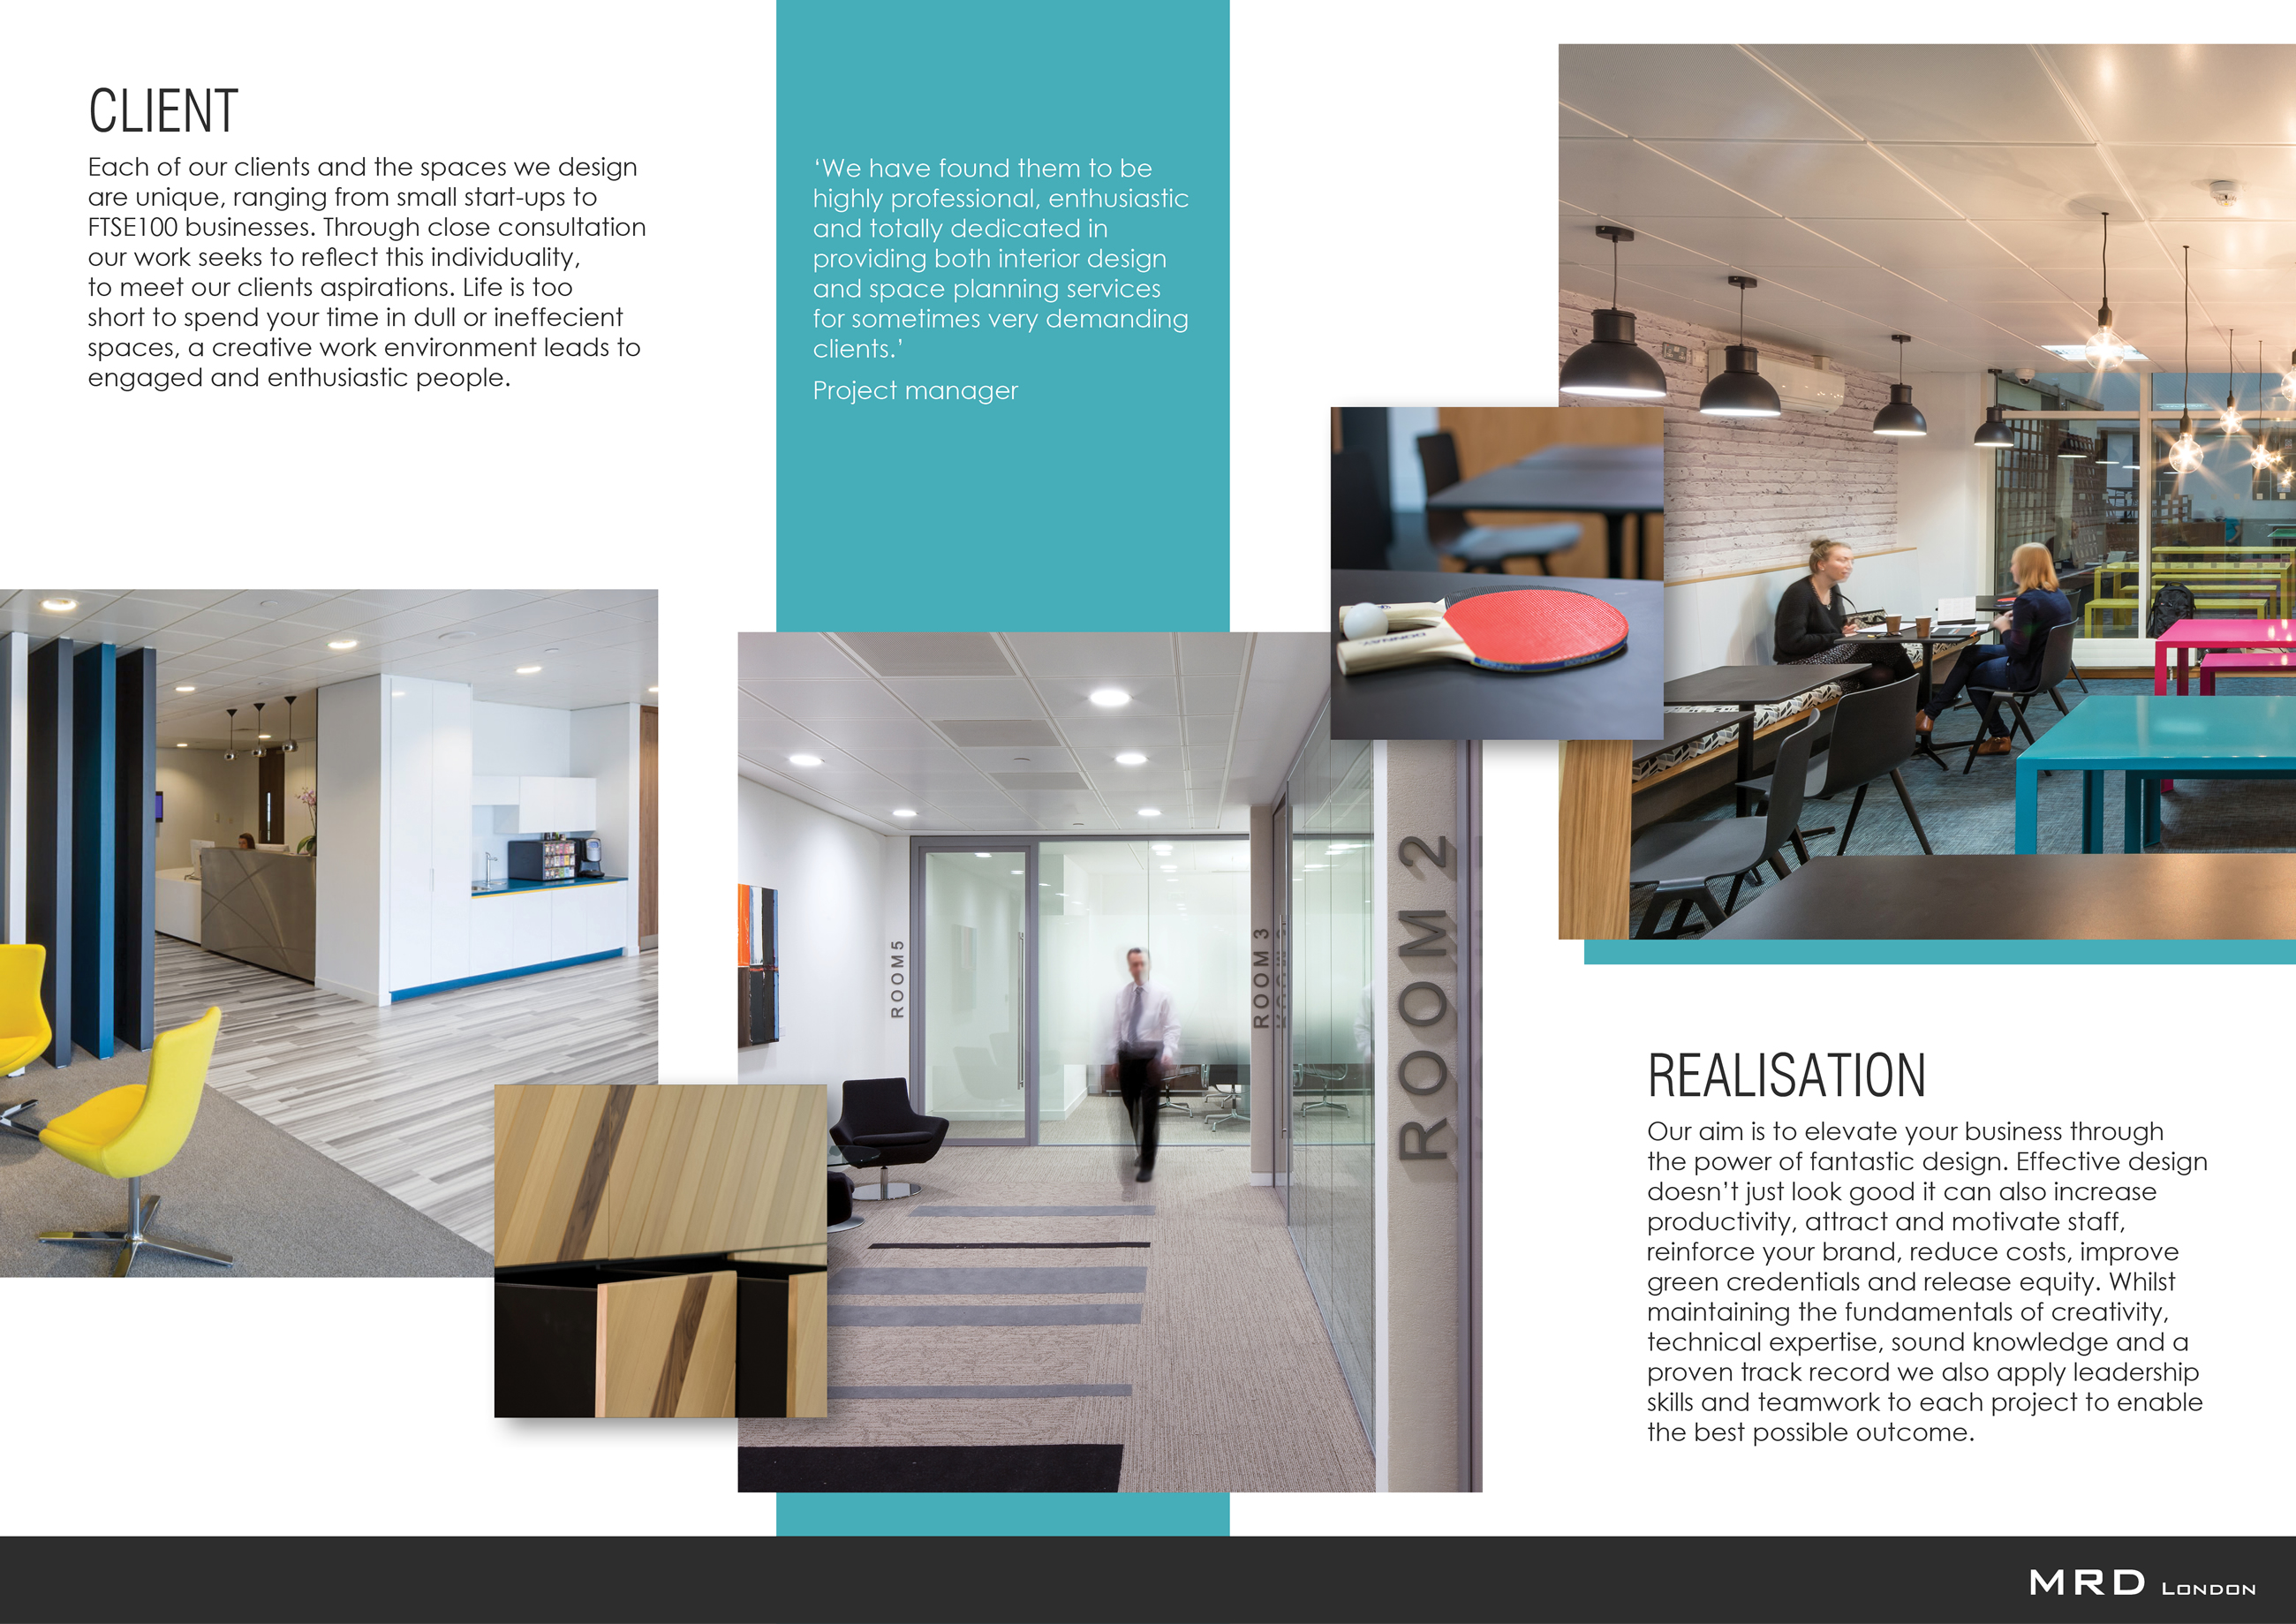 CLIENT
Each of our clients and the spaces we design
are unique, ranging from small start-ups to
FTSE100 businesses. Through close consultation
our work seeks to reflect this individuality,
to meet our clients aspirations. Life is too
short to spend your time in dull or ineffecient
spaces, a creative work environment leads to
engaged and enthusiastic people.
‘We have found them to be
highly professional, enthusiastic
and totally dedicated in
providing both interior design
and space planning services
for sometimes very demanding
clients.’
Project manager
DONNAY
ROOM 5
ROOM 3
ROOM 2
REALISATION
Our aim is to elevate your business through
the power of fantastic design. Effective design
doesn’t just look good it can also increase
productivity, attract and motivate staff,
reinforce your brand, reduce costs, improve
green credentials and release equity. Whilst
maintaining the fundamentals of creativity,
technical expertise, sound knowledge and a
proven track record we also apply leadership
skills and teamwork to each project to enable
the best possible outcome.
MRD LONDON